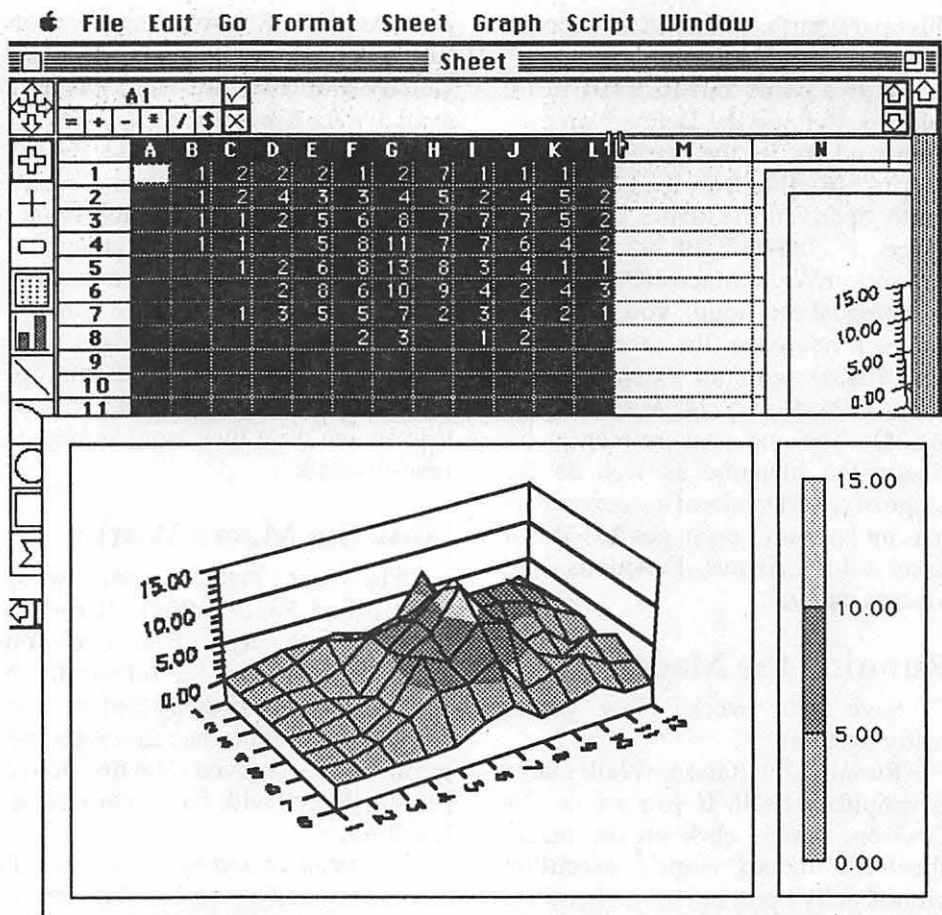 File Edit Go Format Sheet Graph Script Window
Sheet
A1
= + - * / $
A B C D E F G H I J K L M N
1 1 2 2 2 1 2 7 1 1 1
2 1 2 4 3 3 4 5 2 4 5 2
3 1 2 5 6 8 7 7 7 5 2
4 1 1 5 8 11 7 7 6 4 2
5 1 2 6 8 13 8 3 4 1 1
6 2 8 6 10 9 4 2 4 3
7 1 3 5 5 7 2 3 4 2 1
8 2 3 1 2
9
10
11
15.00
10.00
5.00
0.00
15.00
10.00
5.00
0.00
15.00
10.00
5.00
0.00